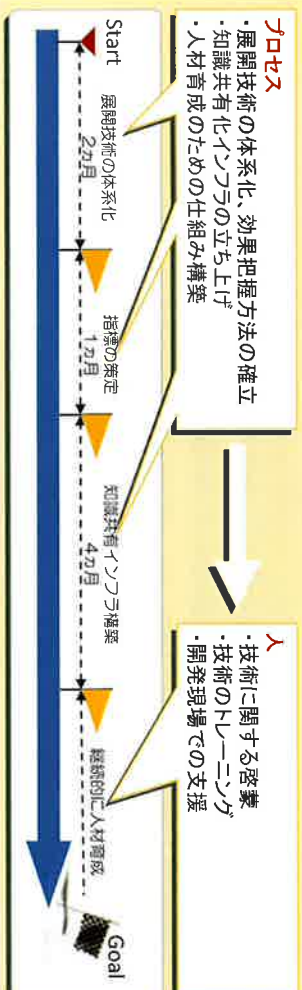 プロセス
・展開技術の体系化、効果把握方法の確立
・知識共有化インフラの立ち上げ
・人材育成のための仕組み構築
人
・技術に関する啓蒙
・技術のトレーニング
・開発現場での支援
Start
展開技術の体系化
2カ月
指標の策定
1カ月
知識共有インフラ構築
4カ月
継続的に人材育成
Goal